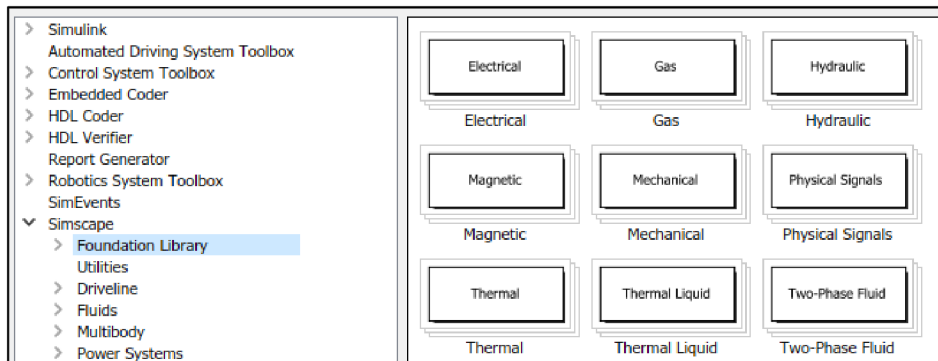 Simulink
Automated Driving System Toolbox
Control System Toolbox
Embedded Coder
HDL Coder
HDL Verifier
Report Generator
Robotics System Toolbox
SimEvents
Simscape
Foundation Library
Utilities
Driveline
Fluids
Multibody
Power Systems
Electrical Gas Hydraulic
Electrical Gas Hydraulic
Magnetic Mechanical Physical Signals
Magnetic Mechanical Physical Signals
Thermal Thermal Liquid Two-Phase Fluid
Thermal Thermal Liquid Two-Phase Fluid